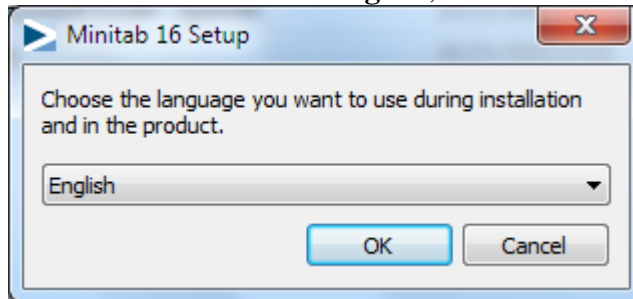 Minitab 16 Setup
Choose the language you want to use during installation
and in the product.
English
OK
Cancel